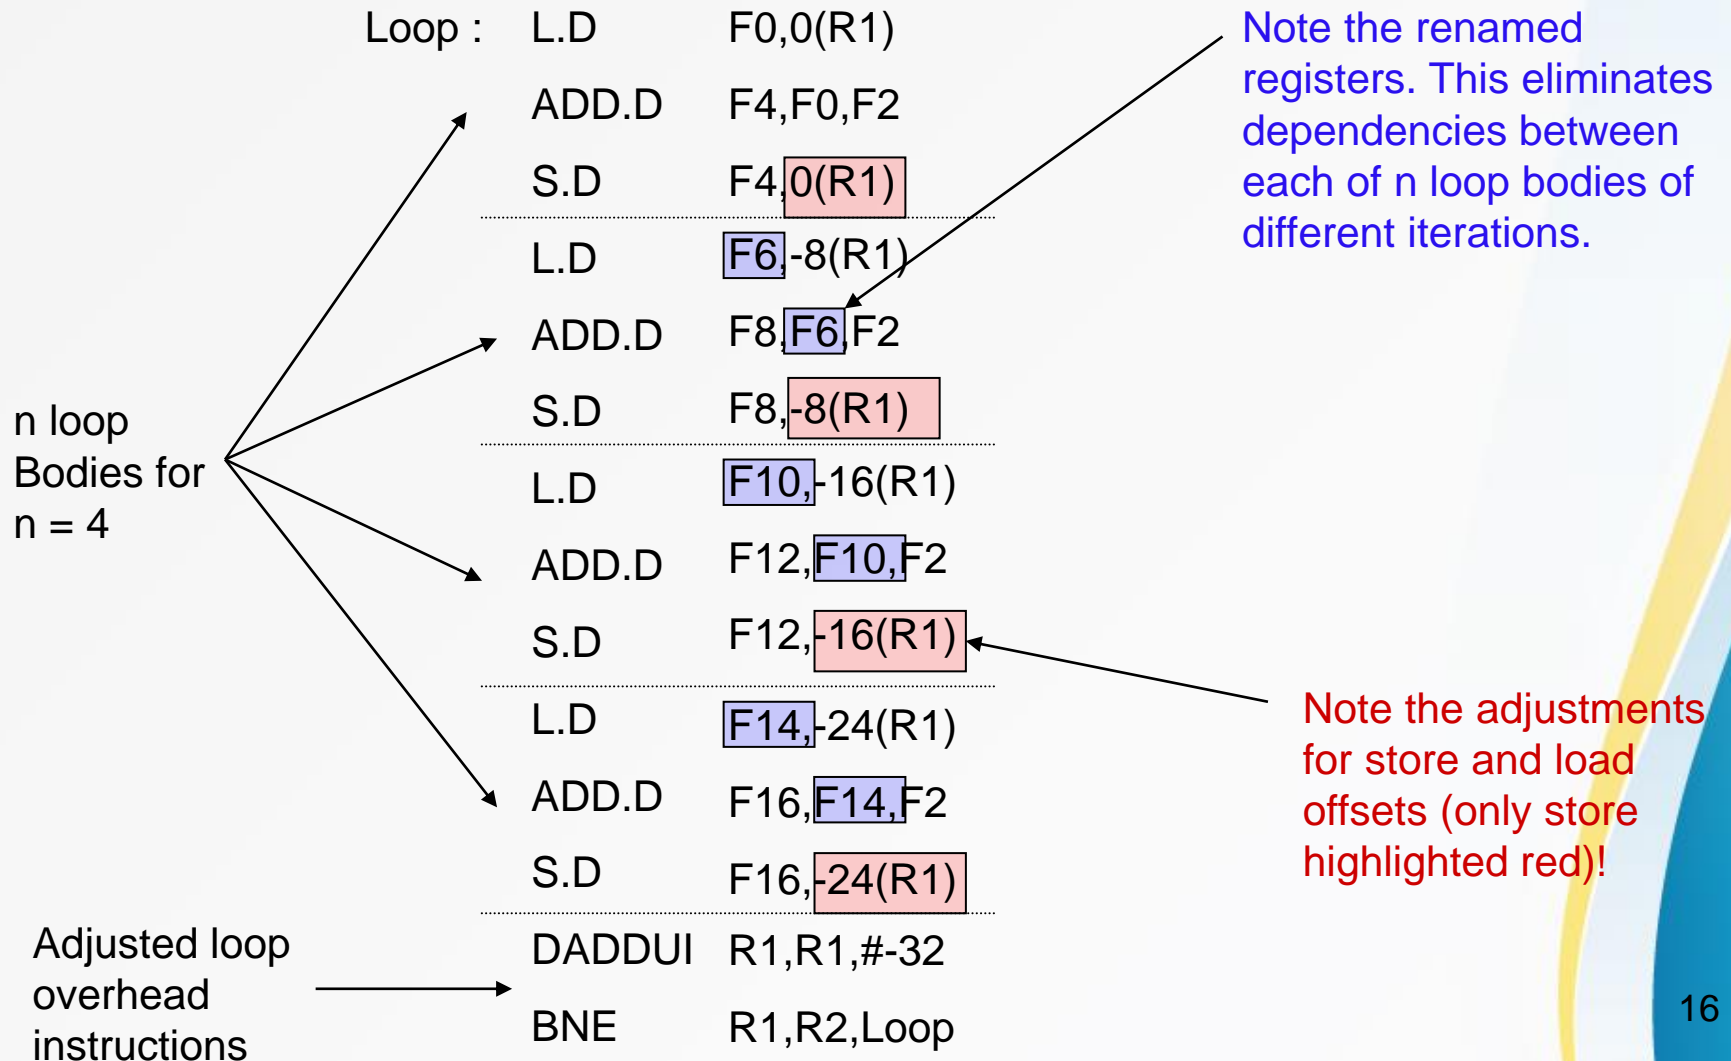 Loop : L.D F0,0(R1)
ADD.D F4,F0,F2
S.D F4,0(R1)
L.D F6,-8(R1)
ADD.D F8,F6,F2
S.D F8,-8(R1)
L.D F10,-16(R1)
ADD.D F12,F10,F2
S.D F12,-16(R1)
L.D F14,-24(R1)
ADD.D F16,F14,F2
S.D F16,-24(R1)
DADDUI R1,R1,#-32
BNE R1,R2,Loop
n loop
Bodies for
n = 4
Adjusted loop
overhead
instructions
Note the renamed
registers. This eliminates
dependencies between
each of n loop bodies of
different iterations.
Note the adjustments
for store and load
offsets (only store
highlighted red)!
16